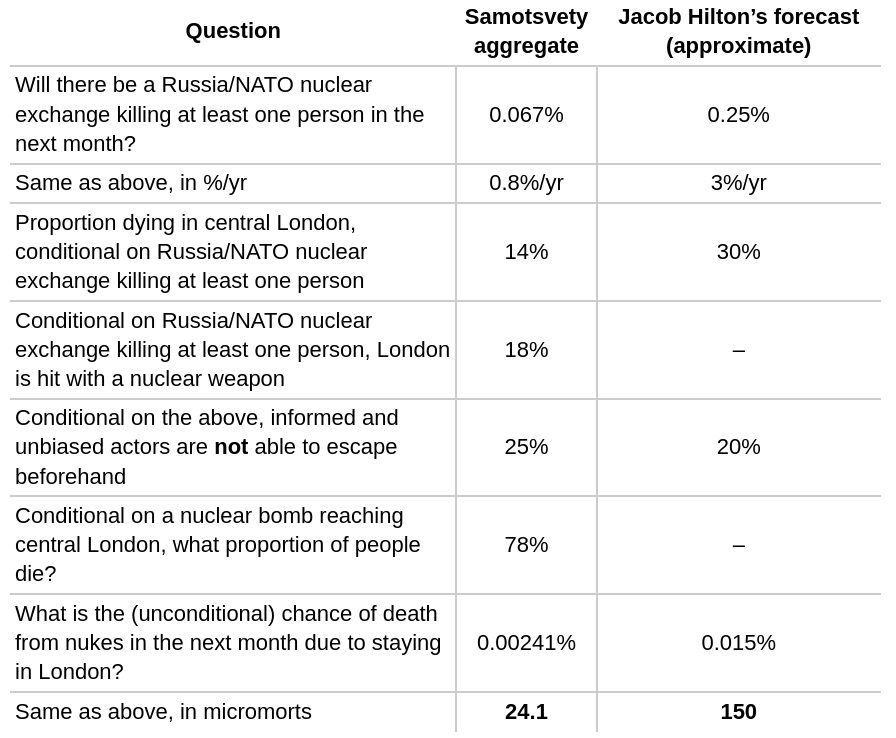 Question
Samotsvety
aggregate
Jacob Hilton’s forecast
(approximate)
Will there be a Russia/NATO nuclear
exchange killing at least one person in the
next month?
0.067%
0.25%
Same as above, in %/yr
0.8%/yr
3%/yr
Proportion dying in central London,
conditional on Russia/NATO nuclear
exchange killing at least one person
14%
30%
Conditional on Russia/NATO nuclear
exchange killing at least one person, London
is hit with a nuclear weapon
18%
–
Conditional on the above, informed and
unbiased actors are not able to escape
beforehand
25%
20%
Conditional on a nuclear bomb reaching
central London, what proportion of people
die?
78%
–
What is the (unconditional) chance of death
from nukes in the next month due to staying
in London?
0.00241%
0.015%
Same as above, in micromorts
24.1
150